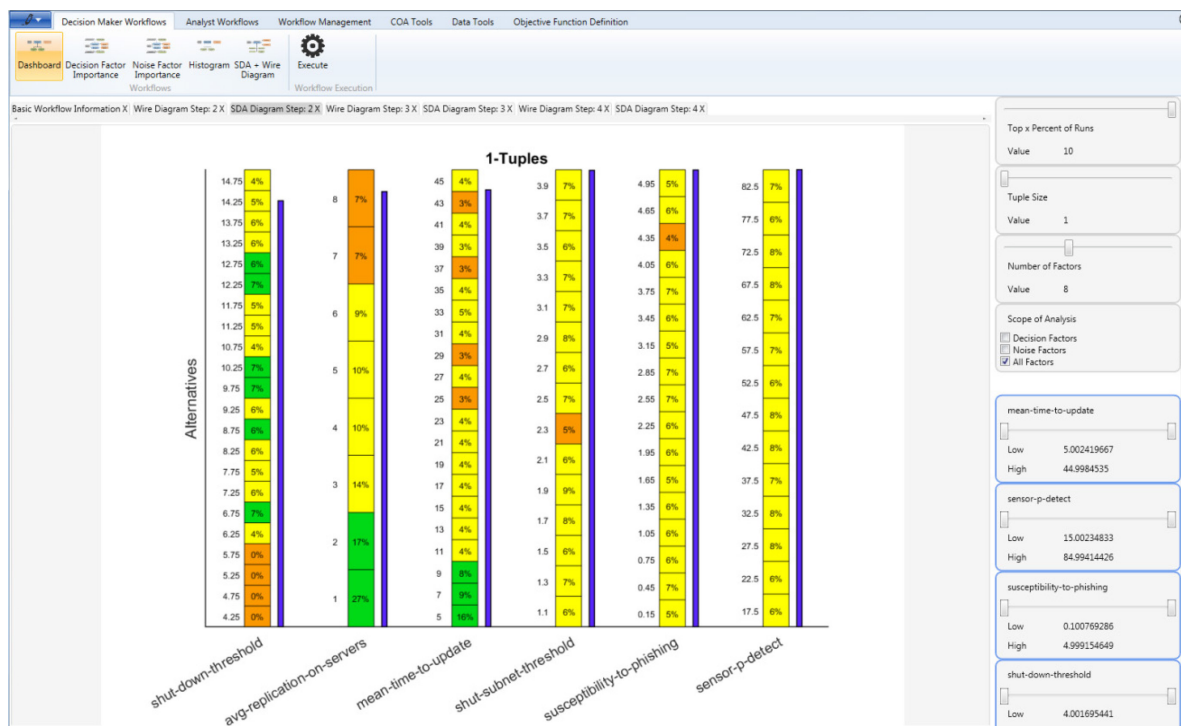 Decision Maker Workflows Analyst Workflows Workflow Management COA Tools Data Tools Objective Function Definition
Dashboard Decision Factor Importance Noise Factor Importance Histogram SDA + Wire Diagram Execute
Workflows Workflow Execution
Basic Workflow Information X Wire Diagram Step: 2 X SDA Diagram Step: 2 X Wire Diagram Step: 3 X SDA Diagram Step: 3 X Wire Diagram Step: 4 X SDA Diagram Step: 4 X
1-Tuples
Alternatives
14.75 4%
14.25 5%
13.75 6%
13.25 6%
12.75 6%
12.25 7%
11.75 5%
11.25 5%
10.75 4%
10.25 7%
9.75 7%
9.25 6%
8.75 6%
8.25 6%
7.75 5%
7.25 6%
6.75 7%
6.25 4%
5.75 0%
5.25 0%
4.75 0%
4.25 0%
shut-down-threshold
8 7%
7 7%
6 9%
5 10%
4 10%
3 14%
2 17%
1 27%
avg-replication-on-servers
45 4%
43 3%
41 4%
39 3%
37 3%
35 4%
33 5%
31 4%
29 3%
27 4%
25 3%
23 4%
21 4%
19 4%
17 4%
15 4%
13 4%
11 4%
9 8%
7 9%
5 16%
mean-time-to-update
3.9 7%
3.7 7%
3.5 6%
3.3 7%
3.1 7%
2.9 8%
2.7 6%
2.5 7%
2.3 5%
2.1 6%
1.9 9%
1.7 8%
1.5 6%
1.3 7%
1.1 6%
shut-subnet-threshold
4.95 5%
4.65 6%
4.35 4%
4.05 6%
3.75 7%
3.45 6%
3.15 5%
2.85 7%
2.55 7%
2.25 6%
1.95 6%
1.65 5%
1.35 6%
1.05 6%
0.75 6%
0.45 7%
0.15 5%
susceptibility-to-phishing
82.5 7%
77.5 6%
72.5 8%
67.5 8%
62.5 7%
57.5 7%
52.5 6%
47.5 8%
42.5 8%
37.5 7%
32.5 8%
27.5 8%
22.5 6%
17.5 6%
sensor-p-detect
Top x Percent of Runs
Value 10
Tuple Size
Value 1
Number of Factors
Value 8
Scope of Analysis
Decision Factors
Noise Factors
All Factors
mean-time-to-update
Low 5.002419667
High 44.9984535
sensor-p-detect
Low 15.00234833
High 84.99414426
susceptibility-to-phishing
Low 0.100769286
High 4.999154649
shut-down-threshold
Low 4.001695441